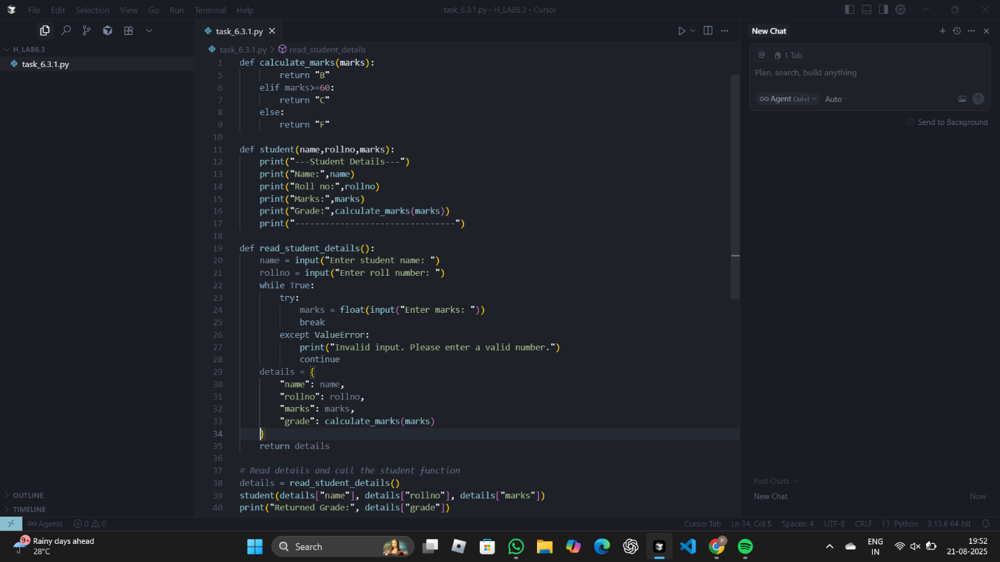 File Edit Selection View Go Run Terminal Help
task_6.3.1.py - H_LAB6.3 - Cursor
H_LAB6.3
task_6.3.1.py
OUTLINE
TIMELINE
task_6.3.1.py
task_6.3.1.py > read_student_details
1 def calculate_marks(marks):
5         return "B"
6     elif marks>=60:
7         return "C"
8     else:
9         return "F"
10
11 def student(name,rollno,marks):
12     print("---Student Details---")
13     print("Name:",name)
14     print("Roll no:",rollno)
15     print("Marks:",marks)
16     print("Grade:",calculate_marks(marks))
17     print("--------------------------------")
18
19 def read_student_details():
20     name = input("Enter student name: ")
21     rollno = input("Enter roll number: ")
22     while True:
23         try:
24             marks = float(input("Enter marks: "))
25             break
26         except ValueError:
27             print("Invalid input. Please enter a valid number.")
28             continue
29     details = {
30         "name": name,
31         "rollno": rollno,
32         "marks": marks,
33         "grade": calculate_marks(marks)
34     }
35     return details
36
37 # Read details and call the student function
38 details = read_student_details()
39 student(details["name"], details["rollno"], details["marks"])
40 print("Returned Grade:", details["grade"])
New Chat
1 Tab
Plan, search, build anything
Agent Ctrl+I Auto
Send to Background
Past Chats
New Chat Now
Agents 0 0
Cursor Tab Ln 34, Col 5 Spaces: 4 UTF-8 CRLF {} Python 3.13.6 64-bit
9+
Rainy days ahead
28°C
Search
P
ENG
IN
19:52
21-08-2025